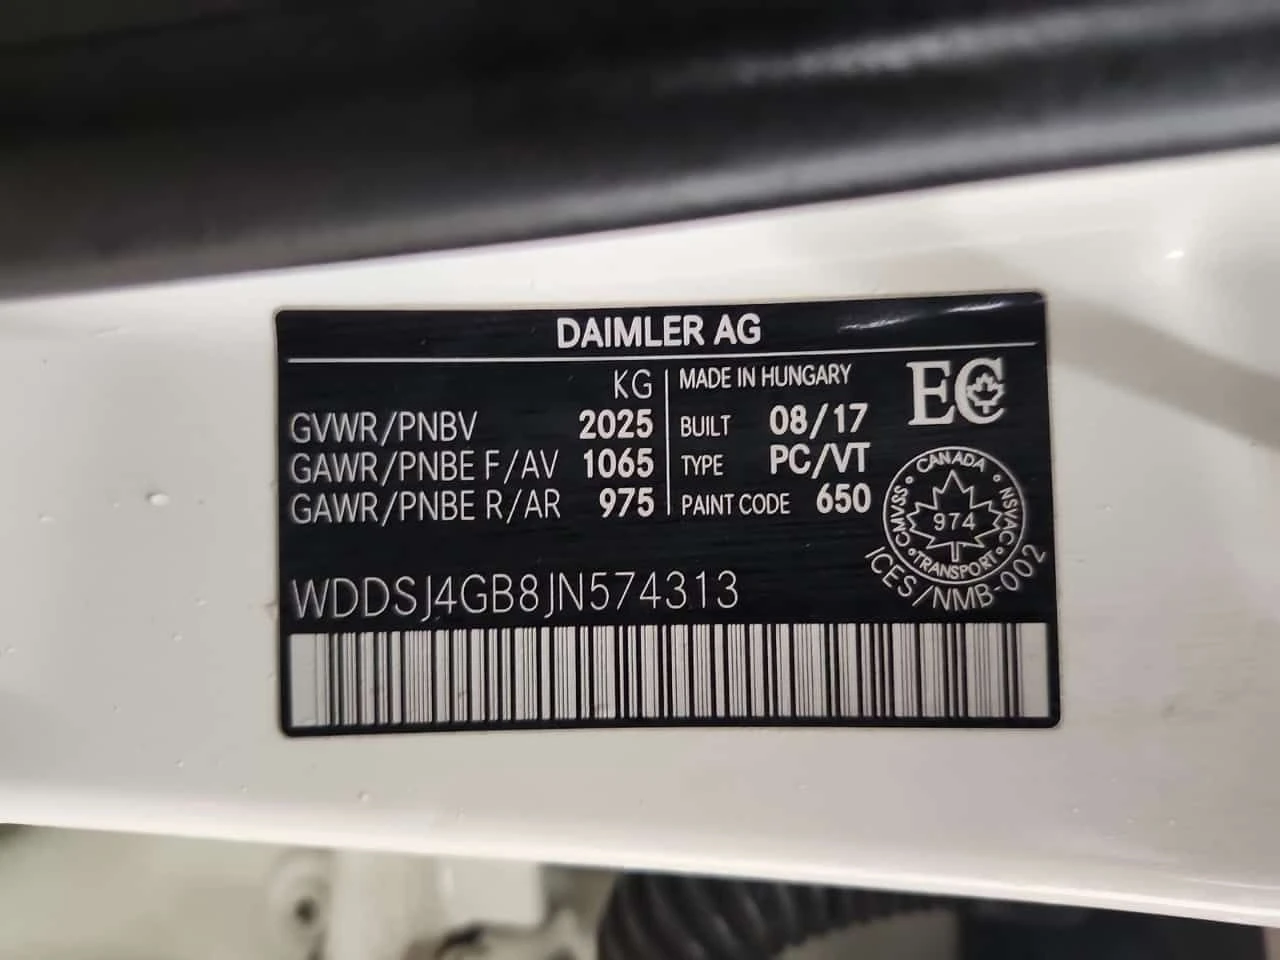 DAIMLER AG
KG
GVWR/PNBV 2025
GAWR/PNBE F/AV 1065
GAWR/PNBE R/AR 975
MADE IN HUNGARY
BUILT 08/17
TYPE PC/VT
PAINT CODE 650
EC
CANADA
CMVSS NSVAC
974
TRANSPORT
ICES/NMB-002
WDDSJ4GB8JN574313